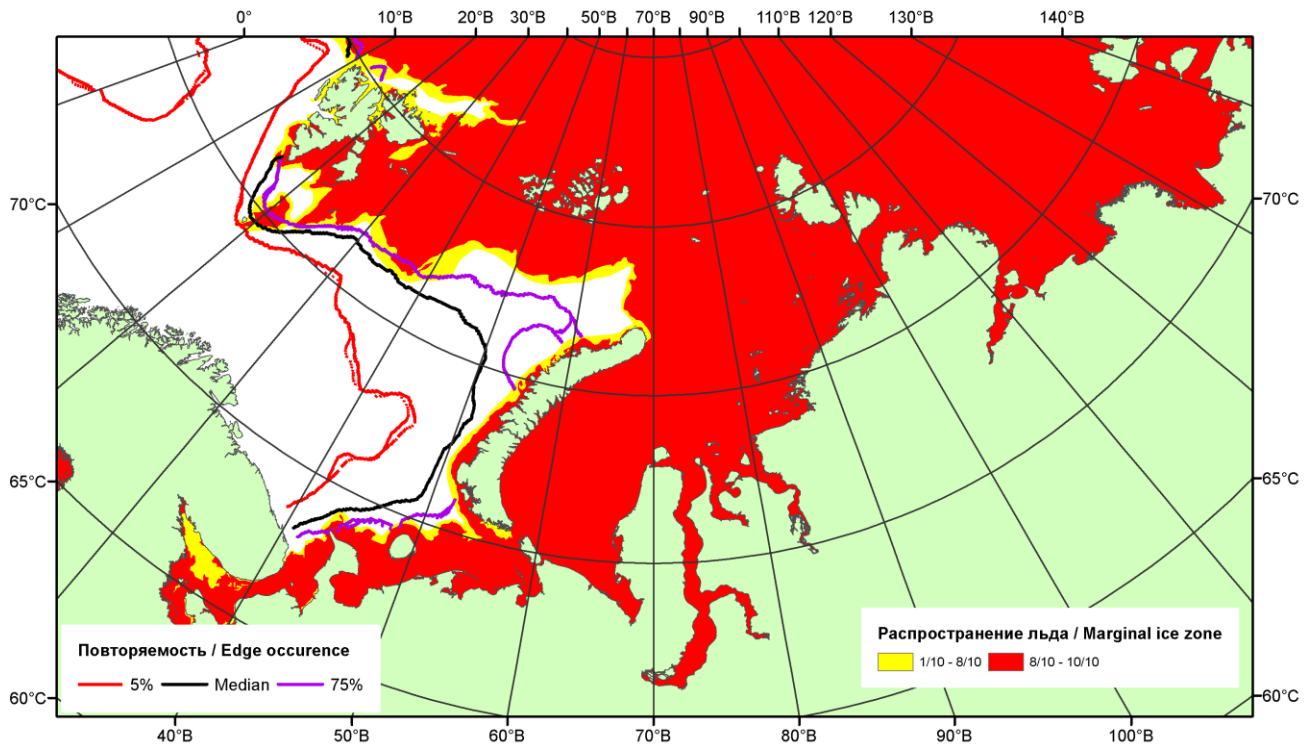 0° 10°В 20°В 30°В 50°В 70°В 90°В 110°В 120°В 130°В 140°В
70°С 70°С
65°С 65°С
Повторяемость / Edge occurence
5% Median 75%
Распространение льда / Marginal ice zone
1/10 - 8/10 8/10 - 10/10
60°С 60°С
40°В 50°В 60°В 70°В 80°В 90°В 100°В